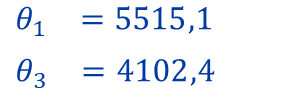 θ₁ = 5515,1
θ₃ = 4102,4